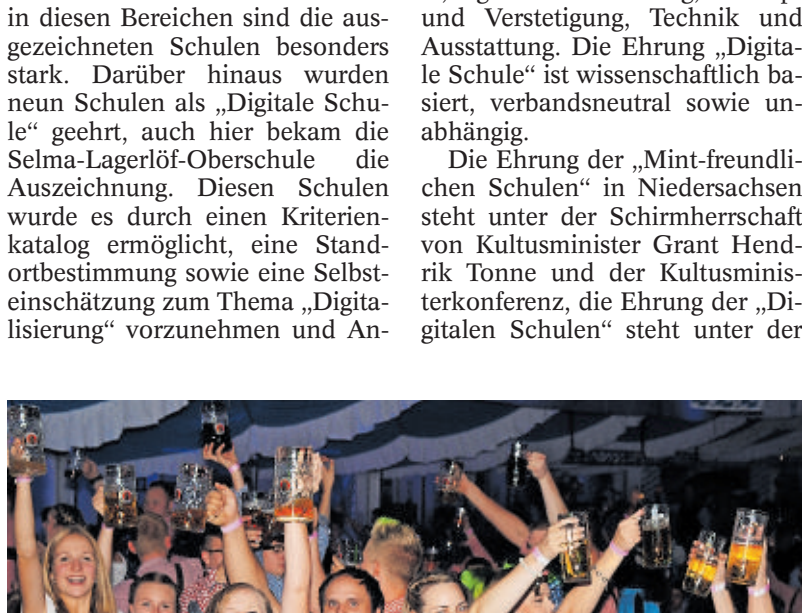 in diesen Bereichen sind die aus-
gezeichneten Schulen besonders
stark. Darüber hinaus wurden
neun Schulen als „Digitale Schu-
le“ geehrt, auch hier bekam die
Selma-Lagerlöf-Oberschule die
Auszeichnung. Diesen Schulen
wurde es durch einen Kriterien-
katalog ermöglicht, eine Stand-
ortbestimmung sowie eine Selbst-
einschätzung zum Thema „Digita-
lisierung“ vorzunehmen und An-
und Verstetigung, Technik und
Ausstattung. Die Ehrung „Digita-
le Schule“ ist wissenschaftlich ba-
siert, verbandsneutral sowie un-
abhängig.
Die Ehrung der „Mint-freundli-
chen Schulen“ in Niedersachsen
steht unter der Schirmherrschaft
von Kultusminister Grant Hend-
rik Tonne und der Kultusminis-
terkonferenz, die Ehrung der „Di-
gitalen Schulen“ steht unter der